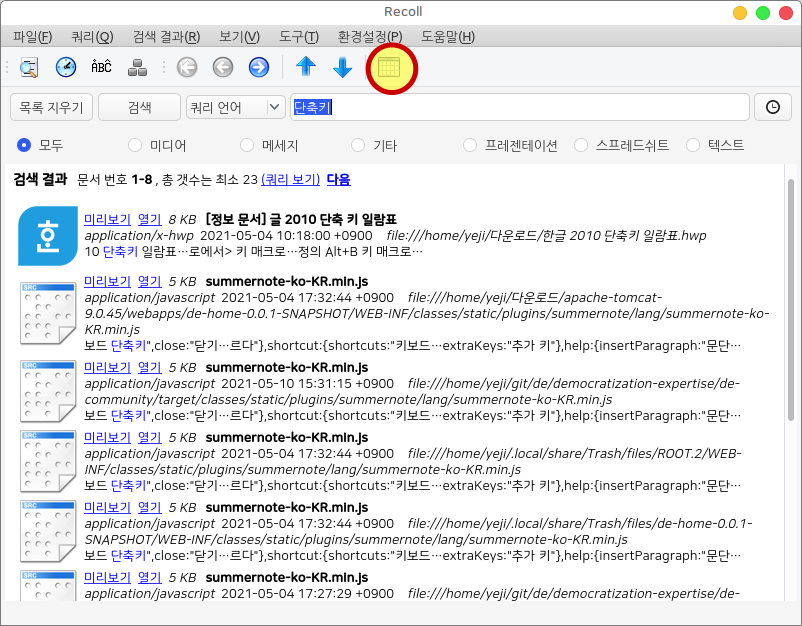 Recoll
파일(F) 쿼리(Q) 검색 결과(R) 보기(V) 도구(T) 환경설정(P) 도움말(H)
ABC
목록 지우기 검색 쿼리 언어 단축키
모두 미디어 메세지 기타 프레젠테이션 스프레드쉬트 텍스트
검색 결과 문서 번호 1-8 , 총 갯수는 최소 23 (쿼리 보기) 다음
한
미리보기 열기 8 KB [정보 문서] 글 2010 단축 키 일람표
application/x-hwp 2021-05-04 10:18:00 +0900 file:///home/yeji/다운로드/한글 2010 단축키 일람표.hwp
10 단축키 일람표…로에서> 키 매크로…정의 Alt+B 키 매크로…
SRC
미리보기 열기 5 KB summernote-ko-KR.min.js
application/javascript 2021-05-04 17:32:44 +0900 file:///home/yeji/다운로드/apache-tomcat-
9.0.45/webapps/de-home-0.0.1-SNAPSHOT/WEB-INF/classes/static/plugins/summernote/lang/summernote-ko-
KR.min.js
보드 단축키",close:"닫기…르다"},shortcut:{shortcuts:"키보드…extraKeys:"추가 키"},help:{insertParagraph:"문단…
SRC
미리보기 열기 5 KB summernote-ko-KR.min.js
application/javascript 2021-05-10 15:31:15 +0900 file:///home/yeji/git/de/democratization-expertise/de-
community/target/classes/static/plugins/summernote/lang/summernote-ko-KR.min.js
보드 단축키",close:"닫기…르다"},shortcut:{shortcuts:"키보드…extraKeys:"추가 키"},help:{insertParagraph:"문단…
SRC
미리보기 열기 5 KB summernote-ko-KR.min.js
application/javascript 2021-05-04 17:32:44 +0900 file:///home/yeji/.local/share/Trash/files/ROOT.2/WEB-
INF/classes/static/plugins/summernote/lang/summernote-ko-KR.min.js
보드 단축키",close:"닫기…르다"},shortcut:{shortcuts:"키보드…extraKeys:"추가 키"},help:{insertParagraph:"문단…
SRC
미리보기 열기 5 KB summernote-ko-KR.min.js
application/javascript 2021-05-04 17:32:44 +0900 file:///home/yeji/.local/share/Trash/files/de-home-0.0.1-
SNAPSHOT/WEB-INF/classes/static/plugins/summernote/lang/summernote-ko-KR.min.js
보드 단축키",close:"닫기…르다"},shortcut:{shortcuts:"키보드…extraKeys:"추가 키"},help:{insertParagraph:"문단…
SRC
미리보기 열기 5 KB summernote-ko-KR.min.js
application/javascript 2021-05-04 17:27:29 +0900 file:///home/yeji/git/de/democratization-expertise/de-